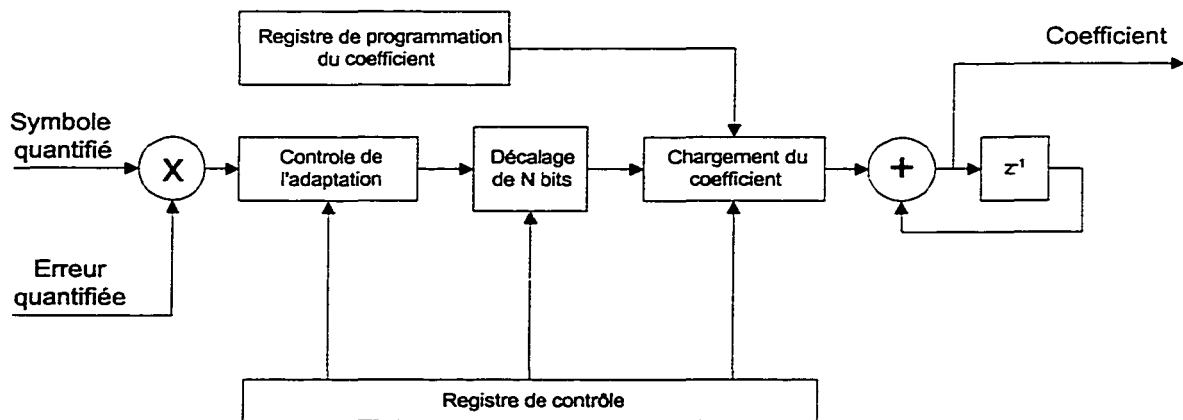 Registre de programmation
du coefficient
Coefficient
Symbole
quantifié
X
Controle de
l'adaptation
Décalage
de N bits
Chargement du
coefficient
+
z⁻¹
Erreur
quantifiée
Registre de contrôle